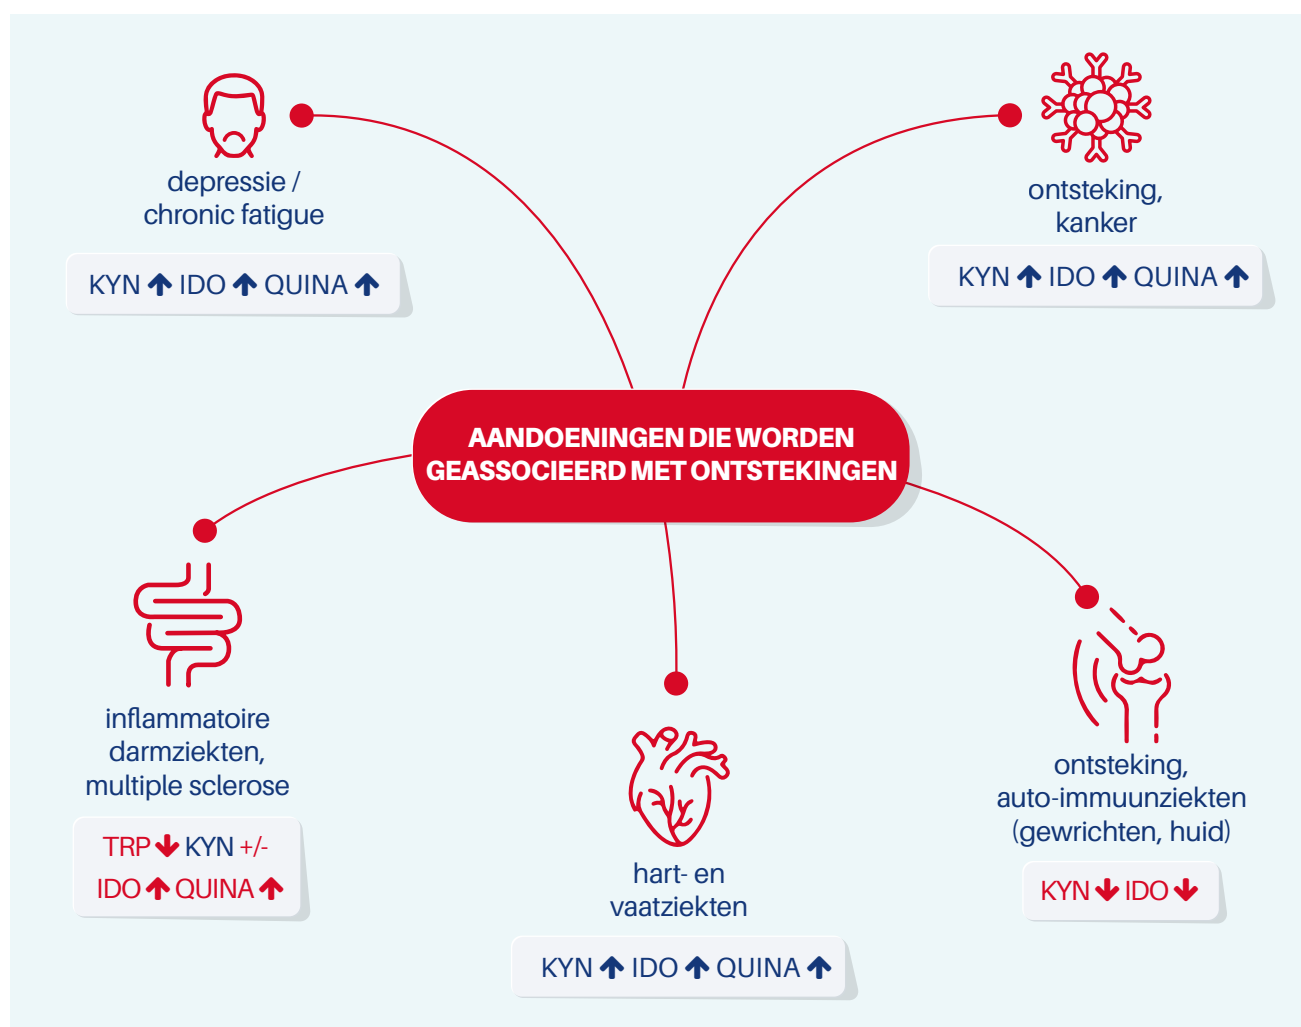 depressie /
chronic fatigue
KYN ↑ IDO ↑ QUINA ↑
ontsteking,
kanker
KYN ↑ IDO ↑ QUINA ↑
AANDOENINGEN DIE WORDEN
GEASSOCIEERD MET ONTSTEKINGEN
inflammatoire
darmziekten,
multiple sclerose
TRP ↓ KYN +/-
IDO ↑ QUINA ↑
hart- en
vaatziekten
KYN ↑ IDO ↑ QUINA ↑
ontsteking,
auto-immuunziekten
(gewrichten, huid)
KYN ↓ IDO ↓